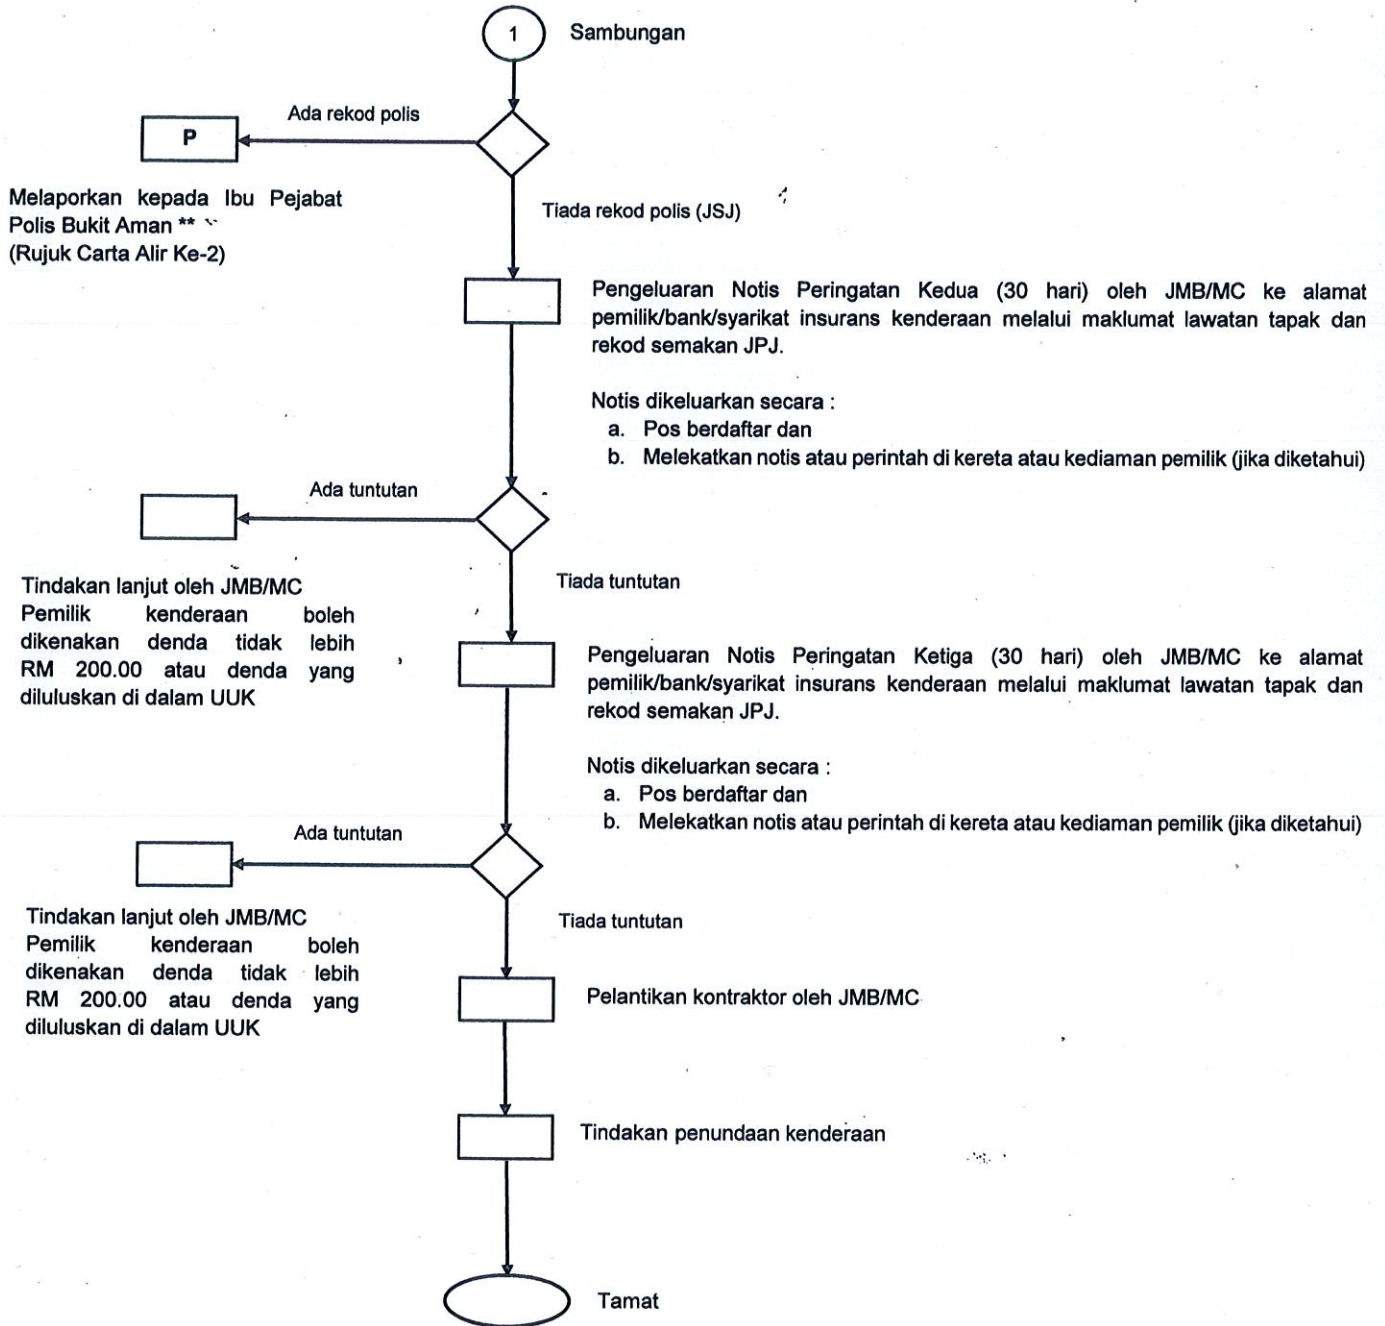 1
Sambungan
Ada rekod polis
P
Melaporkan kepada Ibu Pejabat
Polis Bukit Aman **
(Rujuk Carta Alir Ke-2)
Tiada rekod polis (JSJ)
Pengeluaran Notis Peringatan Kedua (30 hari) oleh JMB/MC ke alamat
pemilik/bank/syarikat insurans kenderaan melalui maklumat lawatan tapak dan
rekod semakan JPJ.
Notis dikeluarkan secara :
a. Pos berdaftar dan
b. Melekatkan notis atau perintah di kereta atau kediaman pemilik (jika diketahui)
Ada tuntutan
Tindakan lanjut oleh JMB/MC
Pemilik kenderaan boleh
dikenakan denda tidak lebih
RM 200.00 atau denda yang
diluluskan di dalam UUK
Tiada tuntutan
Pengeluaran Notis Peringatan Ketiga (30 hari) oleh JMB/MC ke alamat
pemilik/bank/syarikat insurans kenderaan melalui maklumat lawatan tapak dan
rekod semakan JPJ.
Notis dikeluarkan secara :
a. Pos berdaftar dan
b. Melekatkan notis atau perintah di kereta atau kediaman pemilik (jika diketahui)
Ada tuntutan
Tindakan lanjut oleh JMB/MC
Pemilik kenderaan boleh
dikenakan denda tidak lebih
RM 200.00 atau denda yang
diluluskan di dalam UUK
Tiada tuntutan
Pelantikan kontraktor oleh JMB/MC
Tindakan penundaan kenderaan
Tamat